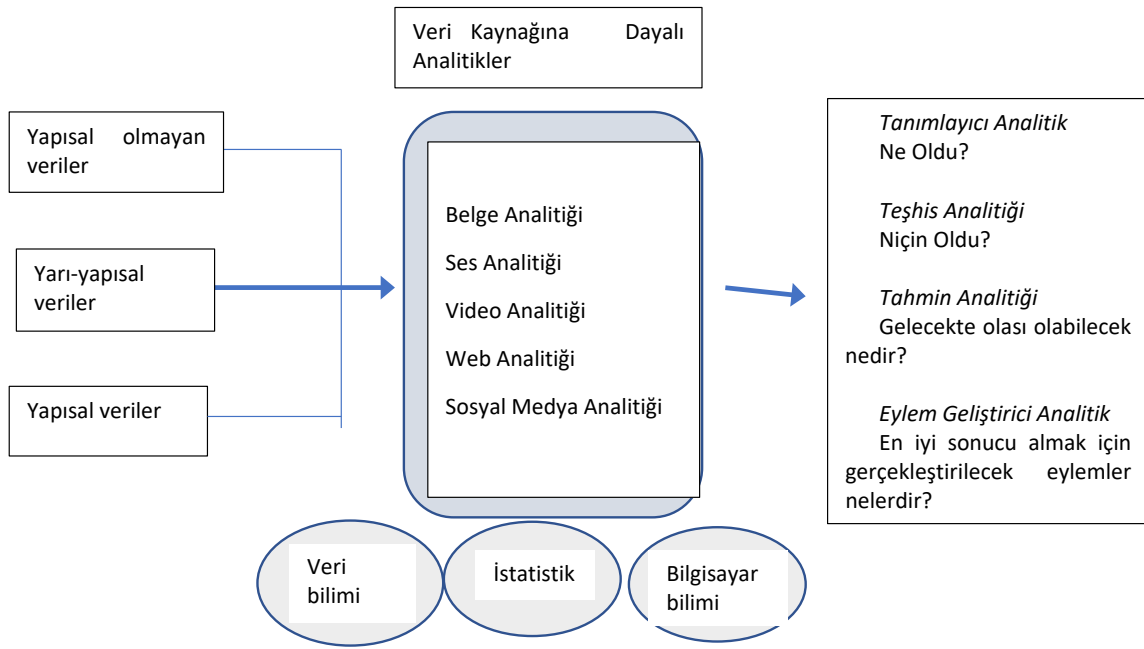 Veri Kaynağına Dayalı
Analitikler
Yapısal olmayan
veriler
Yarı-yapısal
veriler
Yapısal veriler
Belge Analitiği
Ses Analitiği
Video Analitiği
Web Analitiği
Sosyal Medya Analitiği
Tanımlayıcı Analitik
Ne Oldu?
Teşhis Analitiği
Niçin Oldu?
Tahmin Analitiği
Gelecekte olası olabilecek
nedir?
Eylem Geliştirici Analitik
En iyi sonucu almak için
gerçekleştirilecek eylemler
nelerdir?
Veri
bilimi
İstatistik
Bilgisayar
bilimi